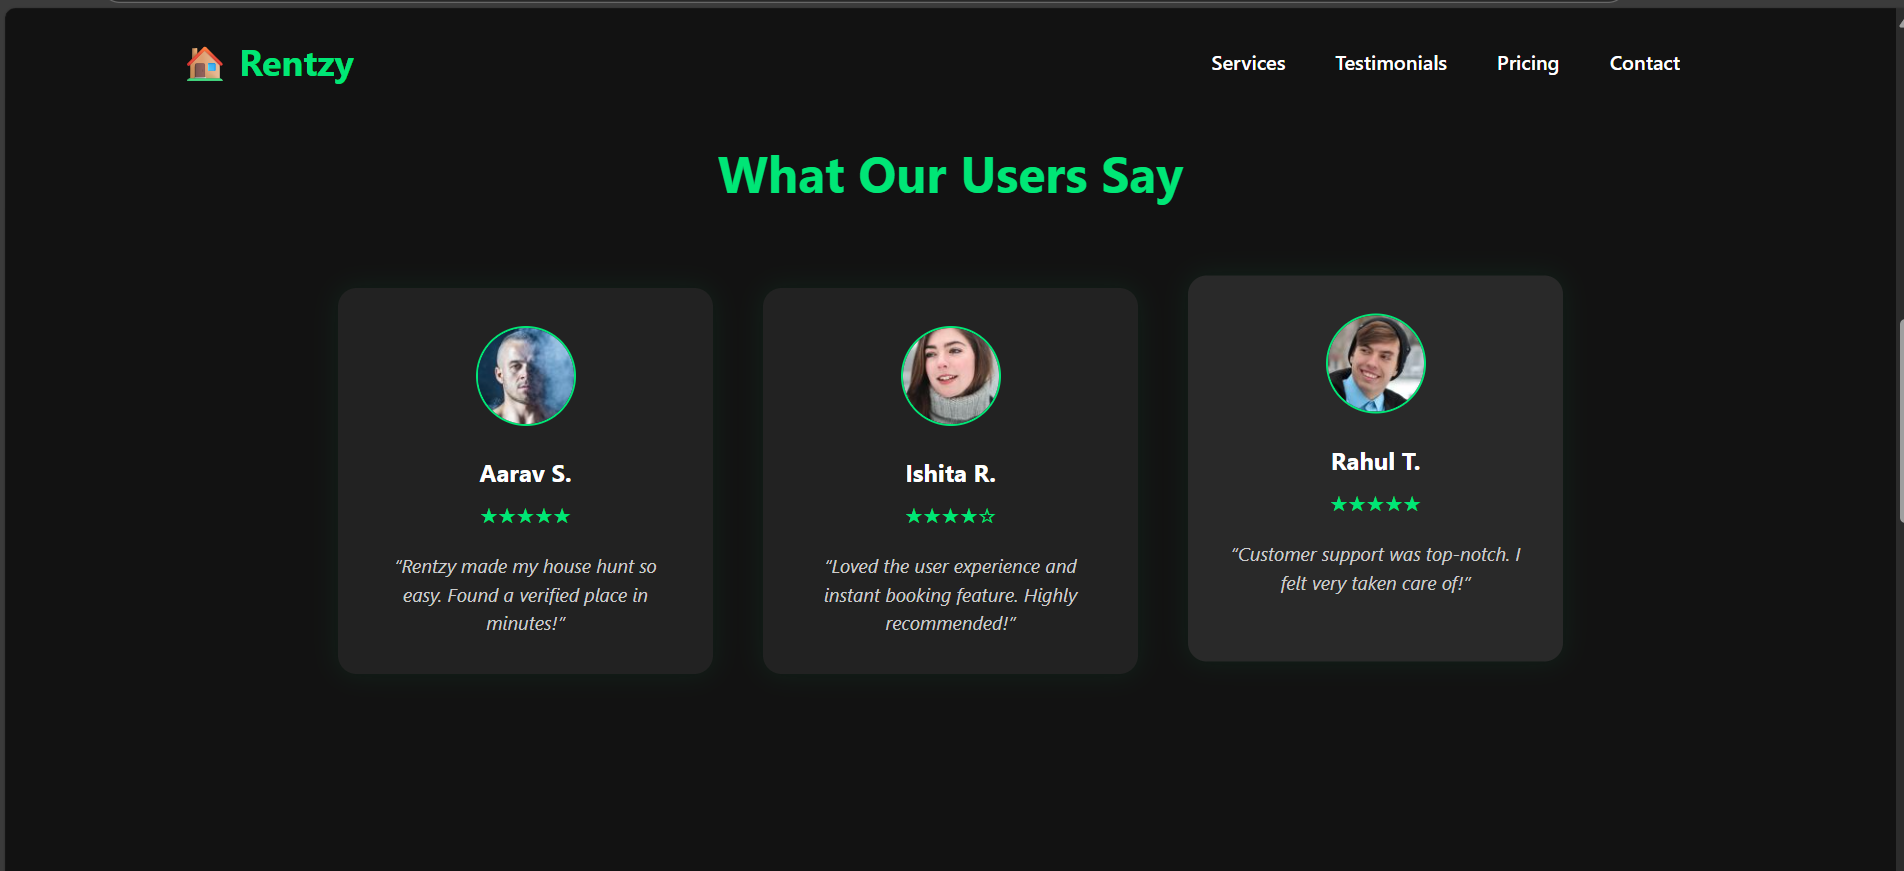 Rentzy
Services Testimonials Pricing Contact
What Our Users Say
Aarav S.
★★★★★
“Rentzy made my house hunt so
easy. Found a verified place in
minutes!”
Ishita R.
★★★★☆
“Loved the user experience and
instant booking feature. Highly
recommended!”
Rahul T.
★★★★★
“Customer support was top-notch. I
felt very taken care of!”